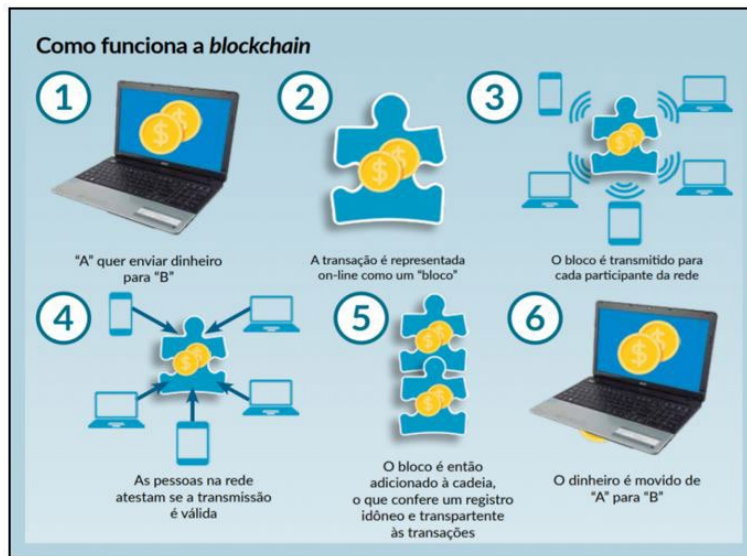 Como funciona a blockchain
1
"A" quer enviar dinheiro
para "B"
2
A transação é representada
on-line como um "bloco"
3
O bloco é transmitido para
cada participante da rede
4
As pessoas na rede
atestam se a transmissão
é válida
5
O bloco é então
adicionado à cadeia,
o que confere um registro
idôneo e transpartente
às transações
6
O dinheiro é movido de
"A" para "B"